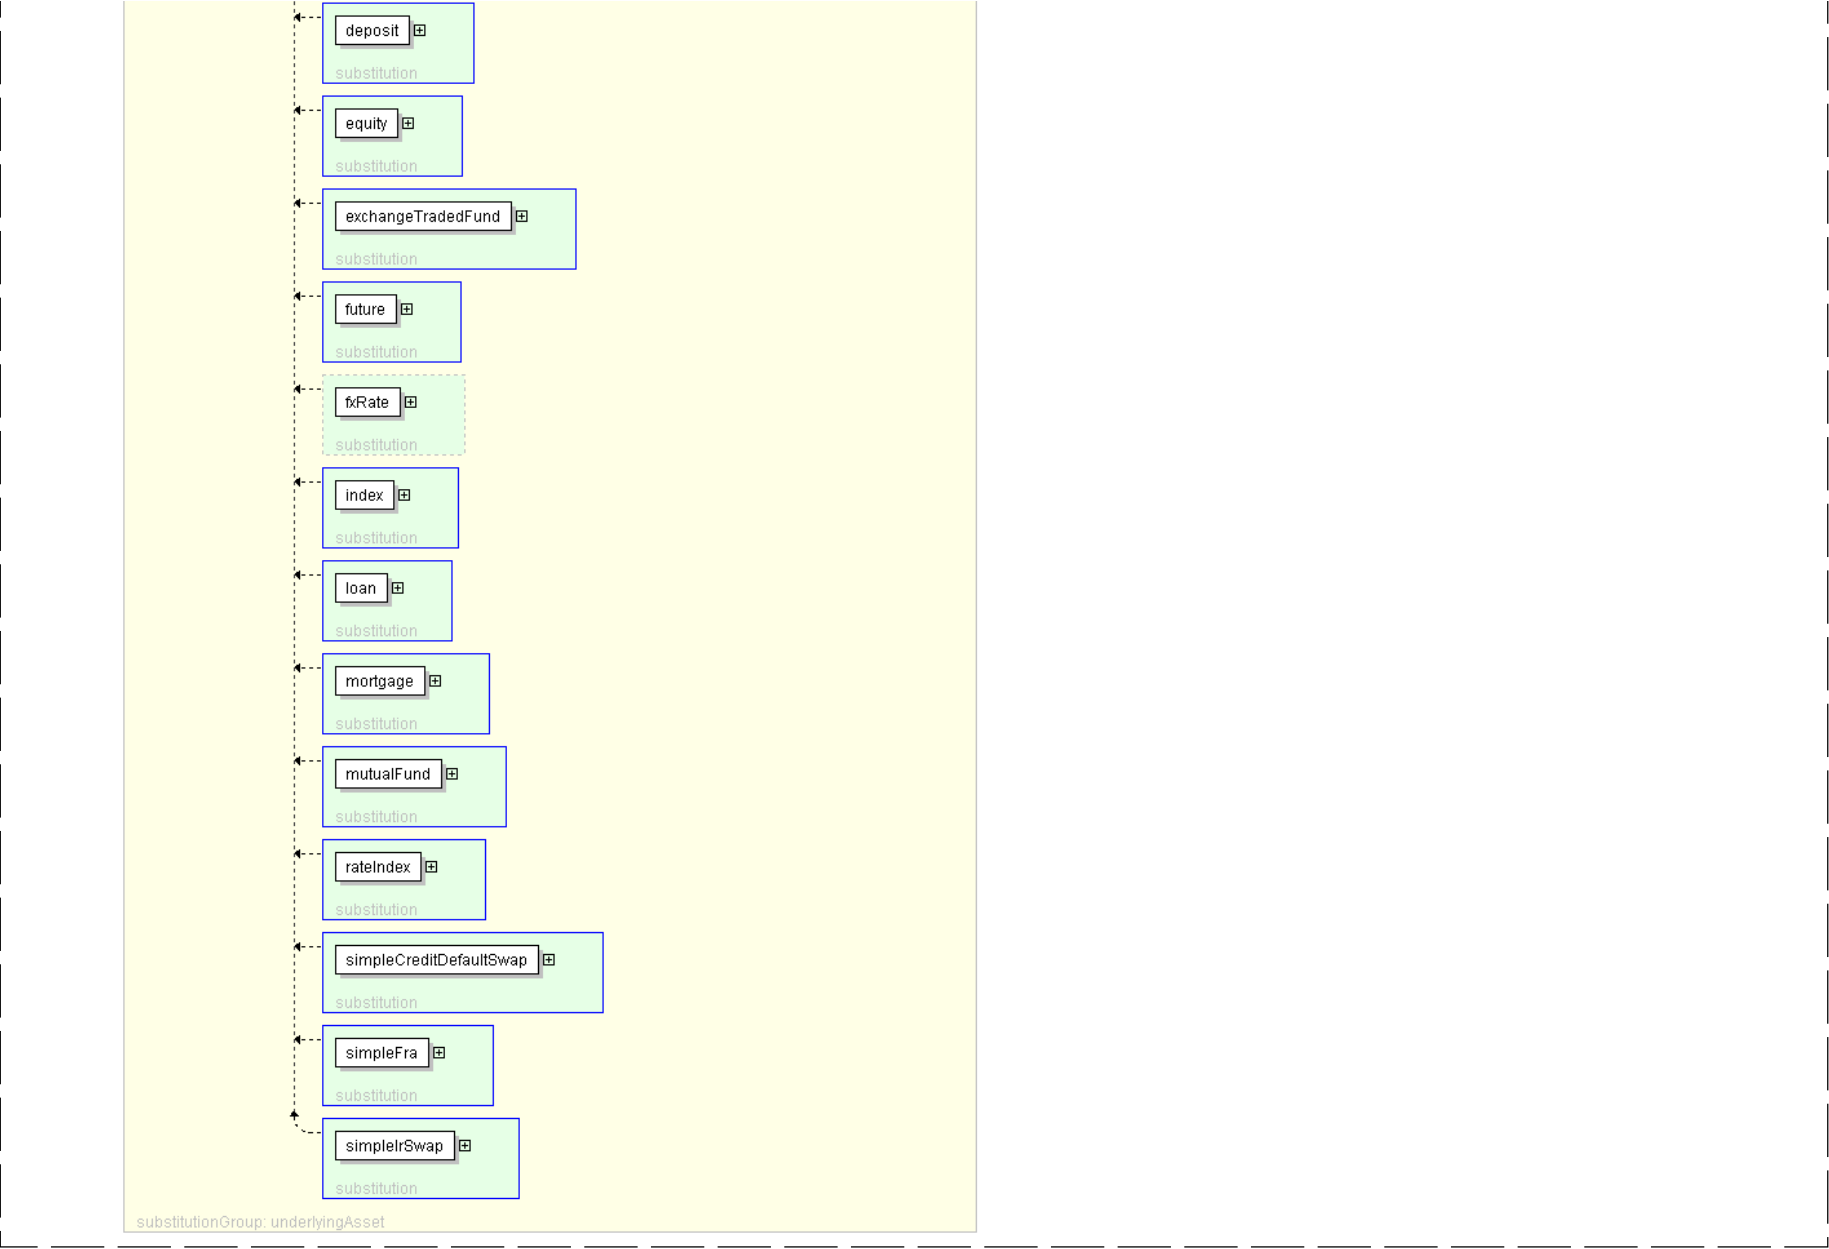 deposit
substitution
equity
substitution
exchangeTradedFund
substitution
future
substitution
fxRate
substitution
index
substitution
loan
substitution
mortgage
substitution
mutualFund
substitution
rateIndex
substitution
simpleCreditDefaultSwap
substitution
simpleFra
substitution
simpleIrSwap
substitution
substitutionGroup: underlyingAsset